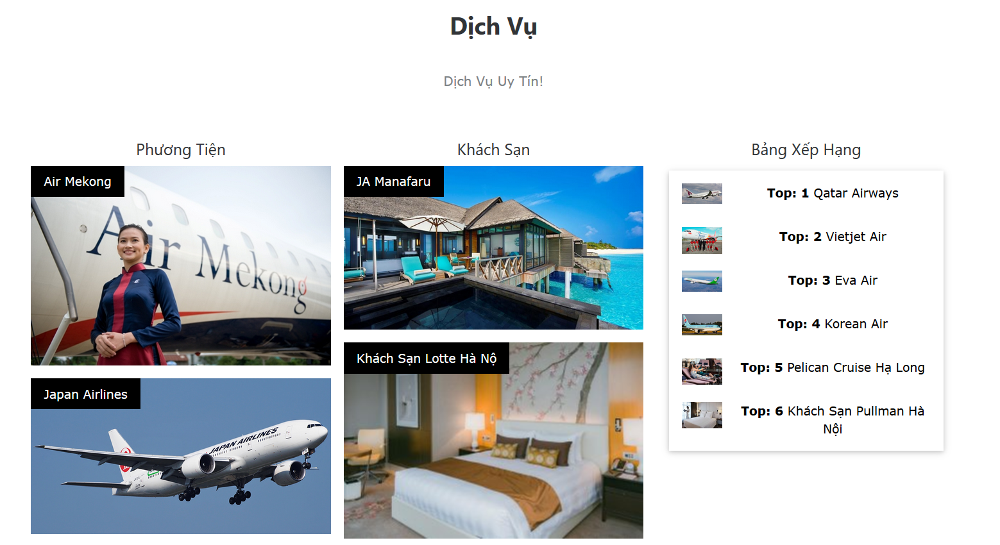 Dịch Vụ
Dịch Vụ Uy Tín!
Phương Tiện
Air Mekong
Air Mekong
Japan Airlines
JAPAN AIRLINES
Khách Sạn
JA Manafaru
Khách Sạn Lotte Hà Nộ
Bảng Xếp Hạng
Top: 1 Qatar Airways
Top: 2 Vietjet Air
Top: 3 Eva Air
Top: 4 Korean Air
Top: 5 Pelican Cruise Hạ Long
Top: 6 Khách Sạn Pullman Hà
Nội